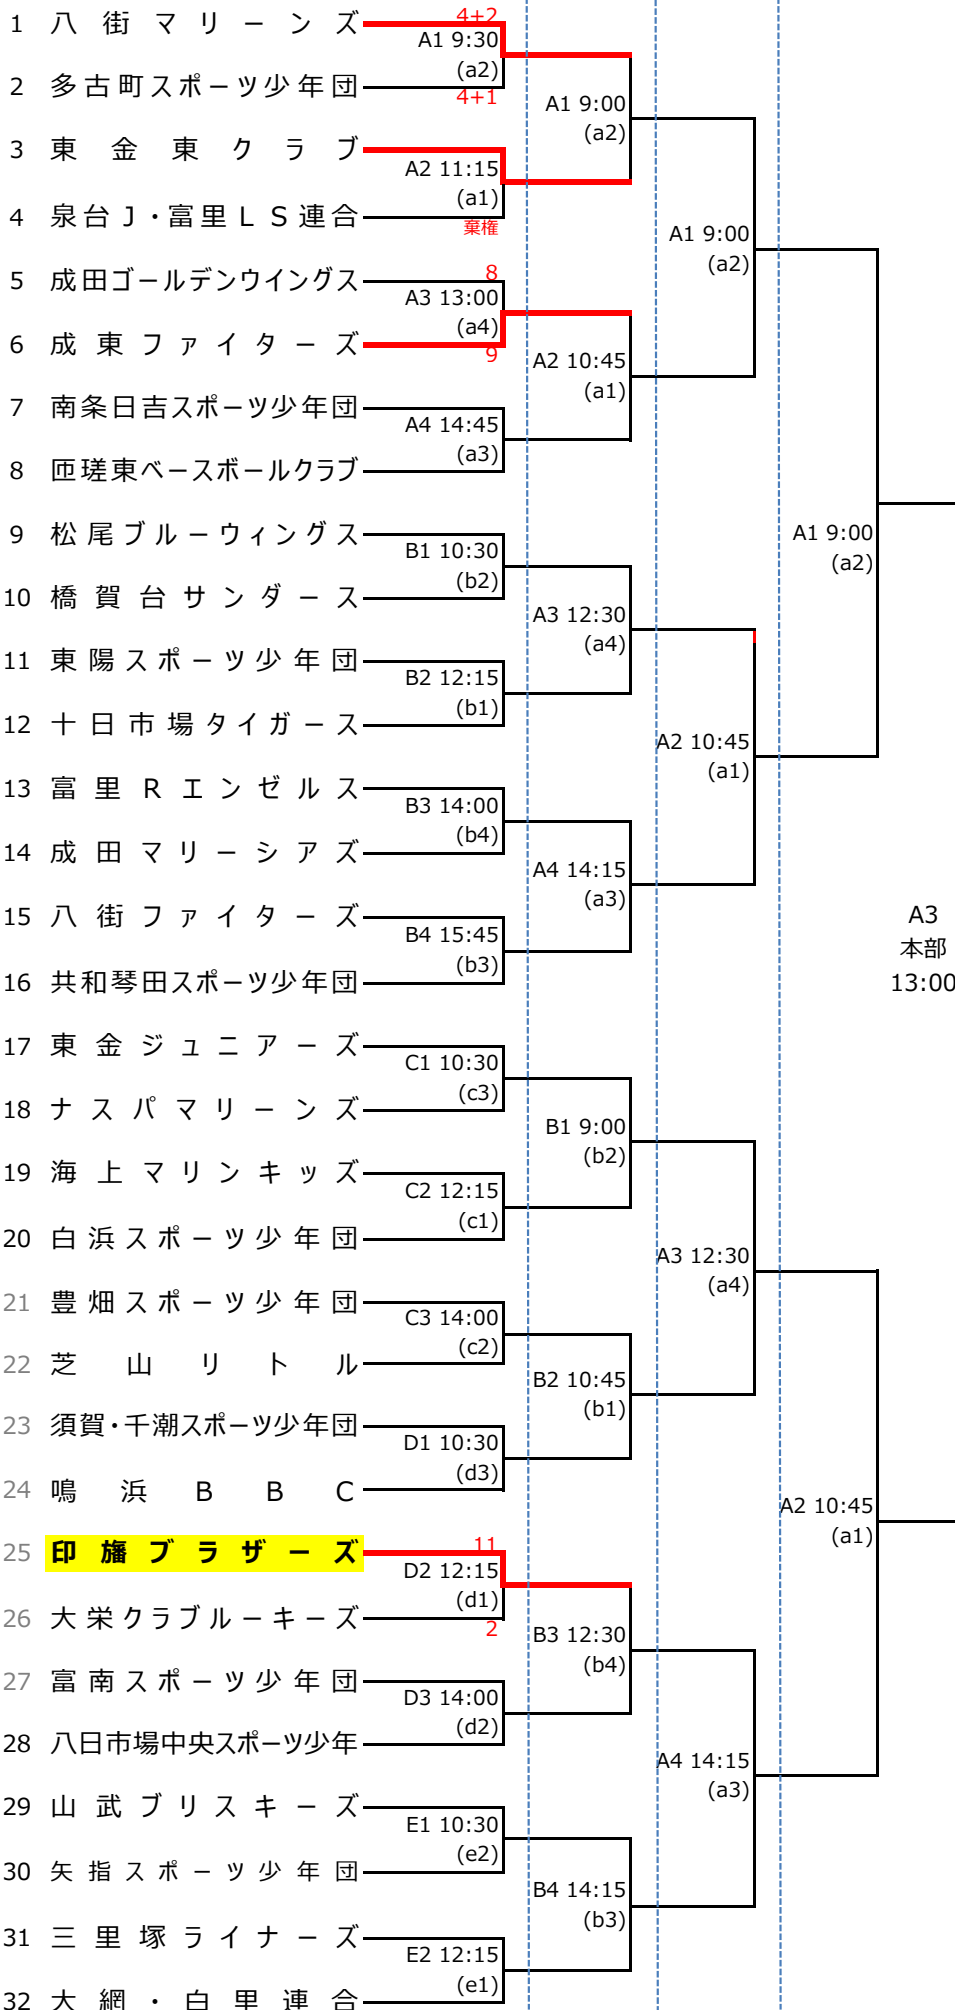 1 八街マリーンズ
4+2
A1 9:30
(a2)
2 多古町スポーツ少年団
4+1
A1 9:00
(a2)
3 東金東クラブ
A2 11:15
(a1)
4 泉台J・富里LS連合
棄権
A1 9:00
(a2)
5 成田ゴールデンウイングス
8
A3 13:00
(a4)
6 成東ファイターズ
9
A2 10:45
(a1)
7 南条日吉スポーツ少年団
A4 14:45
(a3)
8 匝瑳東ベースボールクラブ
9 松尾ブルーウィングス
A1 9:00
(a2)
B1 10:30
(b2)
10 橋賀台サンダース
A3 12:30
(a4)
11 東陽スポーツ少年団
B2 12:15
(b1)
12 十日市場タイガース
A2 10:45
(a1)
13 富里Rエンゼルス
B3 14:00
(b4)
14 成田マリーシアズ
A4 14:15
(a3)
15 八街ファイターズ
A3
本部
13:00
B4 15:45
(b3)
16 共和琴田スポーツ少年団
17 東金ジュニアーズ
C1 10:30
(c3)
18 ナスパマリーンズ
B1 9:00
(b2)
19 海上マリンキッズ
C2 12:15
(c1)
20 白浜スポーツ少年団
A3 12:30
(a4)
21 豊畑スポーツ少年団
C3 14:00
(c2)
22 芝山リトル
B2 10:45
(b1)
23 須賀・千潮スポーツ少年団
D1 10:30
(d3)
24 鳴浜BBC
A2 10:45
(a1)
25 印旛ブラザーズ
11
D2 12:15
(d1)
26 大栄クラブルーキーズ
2
B3 12:30
(b4)
27 富南スポーツ少年団
D3 14:00
(d2)
28 八日市場中央スポーツ少年
A4 14:15
(a3)
29 山武ブリスキーズ
E1 10:30
(e2)
30 矢指スポーツ少年団
B4 14:15
(b3)
31 三里塚ライナーズ
E2 12:15
(e1)
32 大網・白里連合